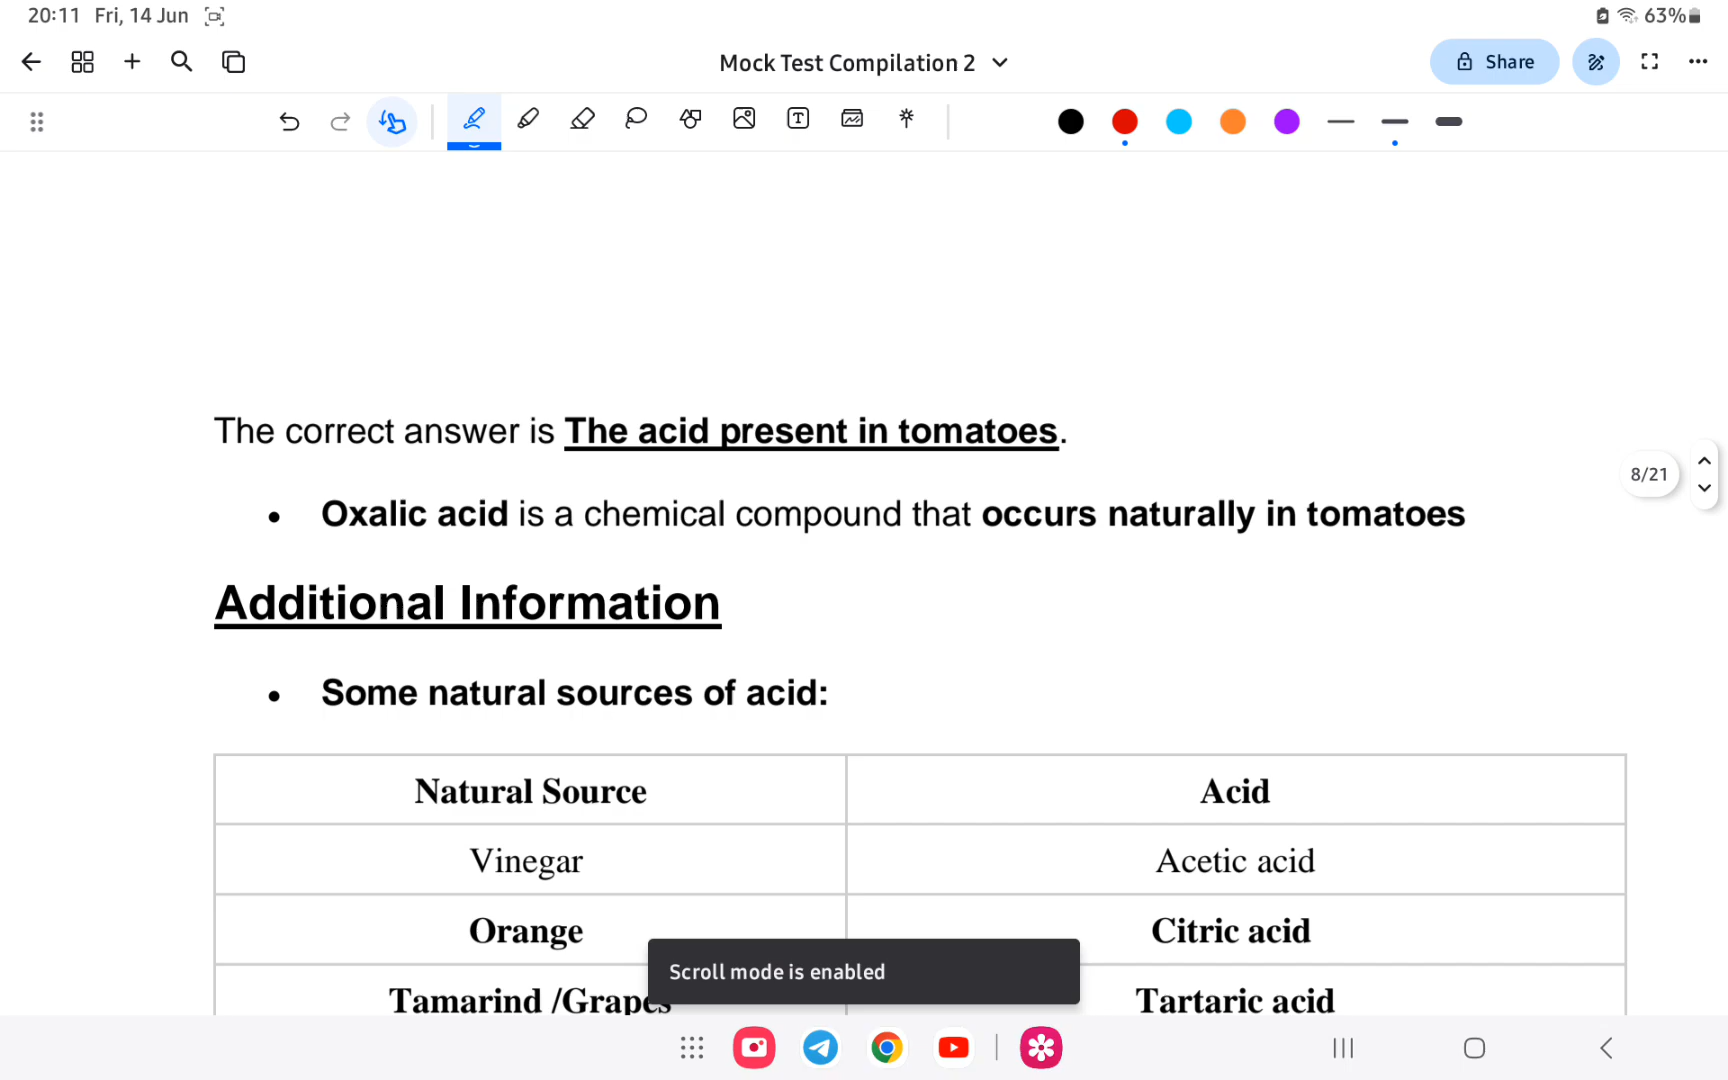 20:11 Fri, 14 Jun
63%
Mock Test Compilation 2
Share
The correct answer is The acid present in tomatoes.
8/21
• Oxalic acid is a chemical compound that occurs naturally in tomatoes
Additional Information
• Some natural sources of acid:
Natural Source Acid
Vinegar Acetic acid
Orange Citric acid
Scroll mode is enabled
Tamarind /Grapes Tartaric acid